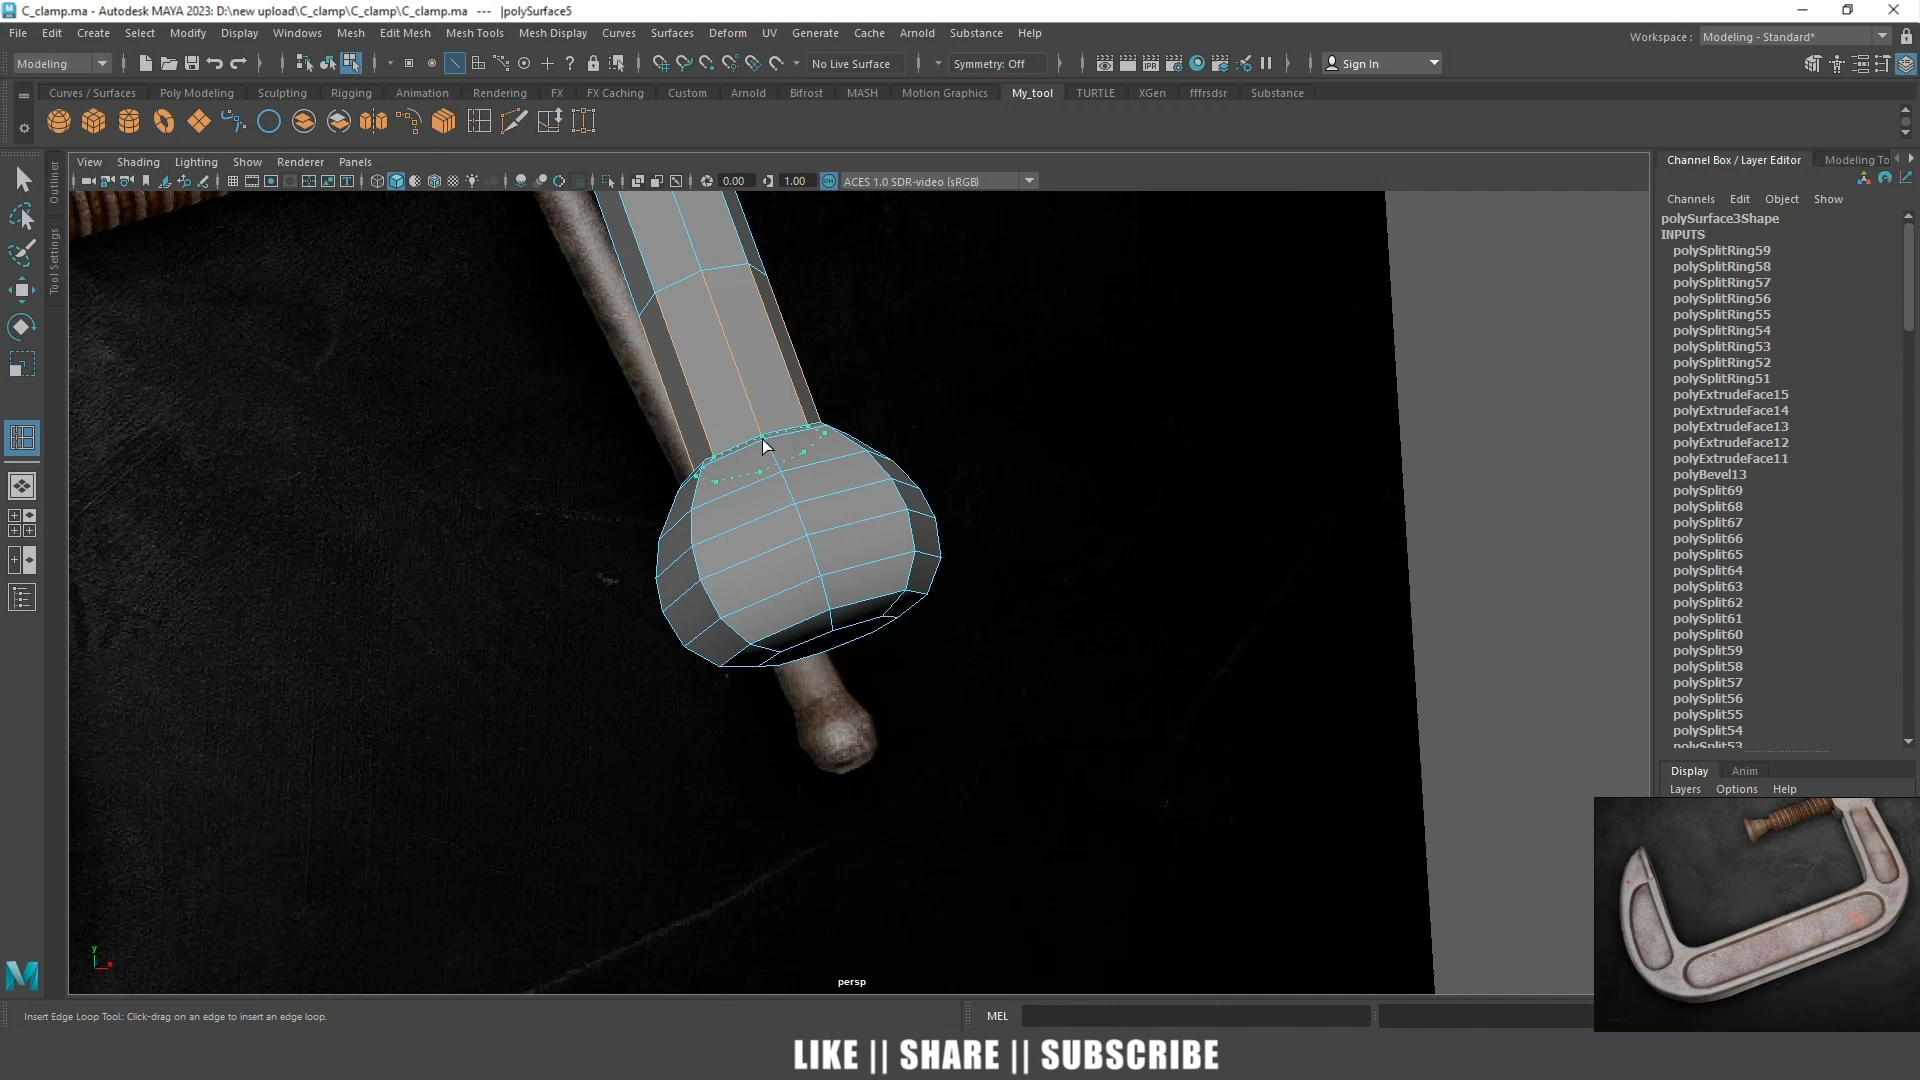 C_clamp.ma - Autodesk MAYA 2023: D:\new upload\C_clamp\C_clamp\C_clamp.ma --- |polySurface5
File Edit Create Select Modify Display Windows Mesh Edit Mesh Mesh Tools Mesh Display Curves Surfaces Deform UV Generate Cache Arnold Substance Help
Workspace : Modeling - Standard*
Modeling No Live Surface Symmetry: Off Sign In
Curves / Surfaces Poly Modeling Sculpting Rigging Animation Rendering FX FX Caching Custom Arnold Bifrost MASH Motion Graphics My_tool TURTLE XGen fffrsdsr Substance
View Shading Lighting Show Renderer Panels
0.00 1.00 ON ACES 1.0 SDR-video (sRGB)
Outliner
Tool Settings
Channel Box / Layer Editor Modeling To
Channels Edit Object Show
polySurface3Shape
INPUTS
polySplitRing59
polySplitRing58
polySplitRing57
polySplitRing56
polySplitRing55
polySplitRing54
polySplitRing53
polySplitRing52
polySplitRing51
polyExtrudeFace15
polyExtrudeFace14
polyExtrudeFace13
polyExtrudeFace12
polyExtrudeFace11
polyBevel13
polySplit69
polySplit68
polySplit67
polySplit66
polySplit65
polySplit64
polySplit63
polySplit62
polySplit61
polySplit60
polySplit59
polySplit58
polySplit57
polySplit56
polySplit55
polySplit54
polySplit53
Display Anim
Layers Options Help
y
x
persp
Insert Edge Loop Tool: Click-drag on an edge to insert an edge loop.
MEL
LIKE || SHARE || SUBSCRIBE